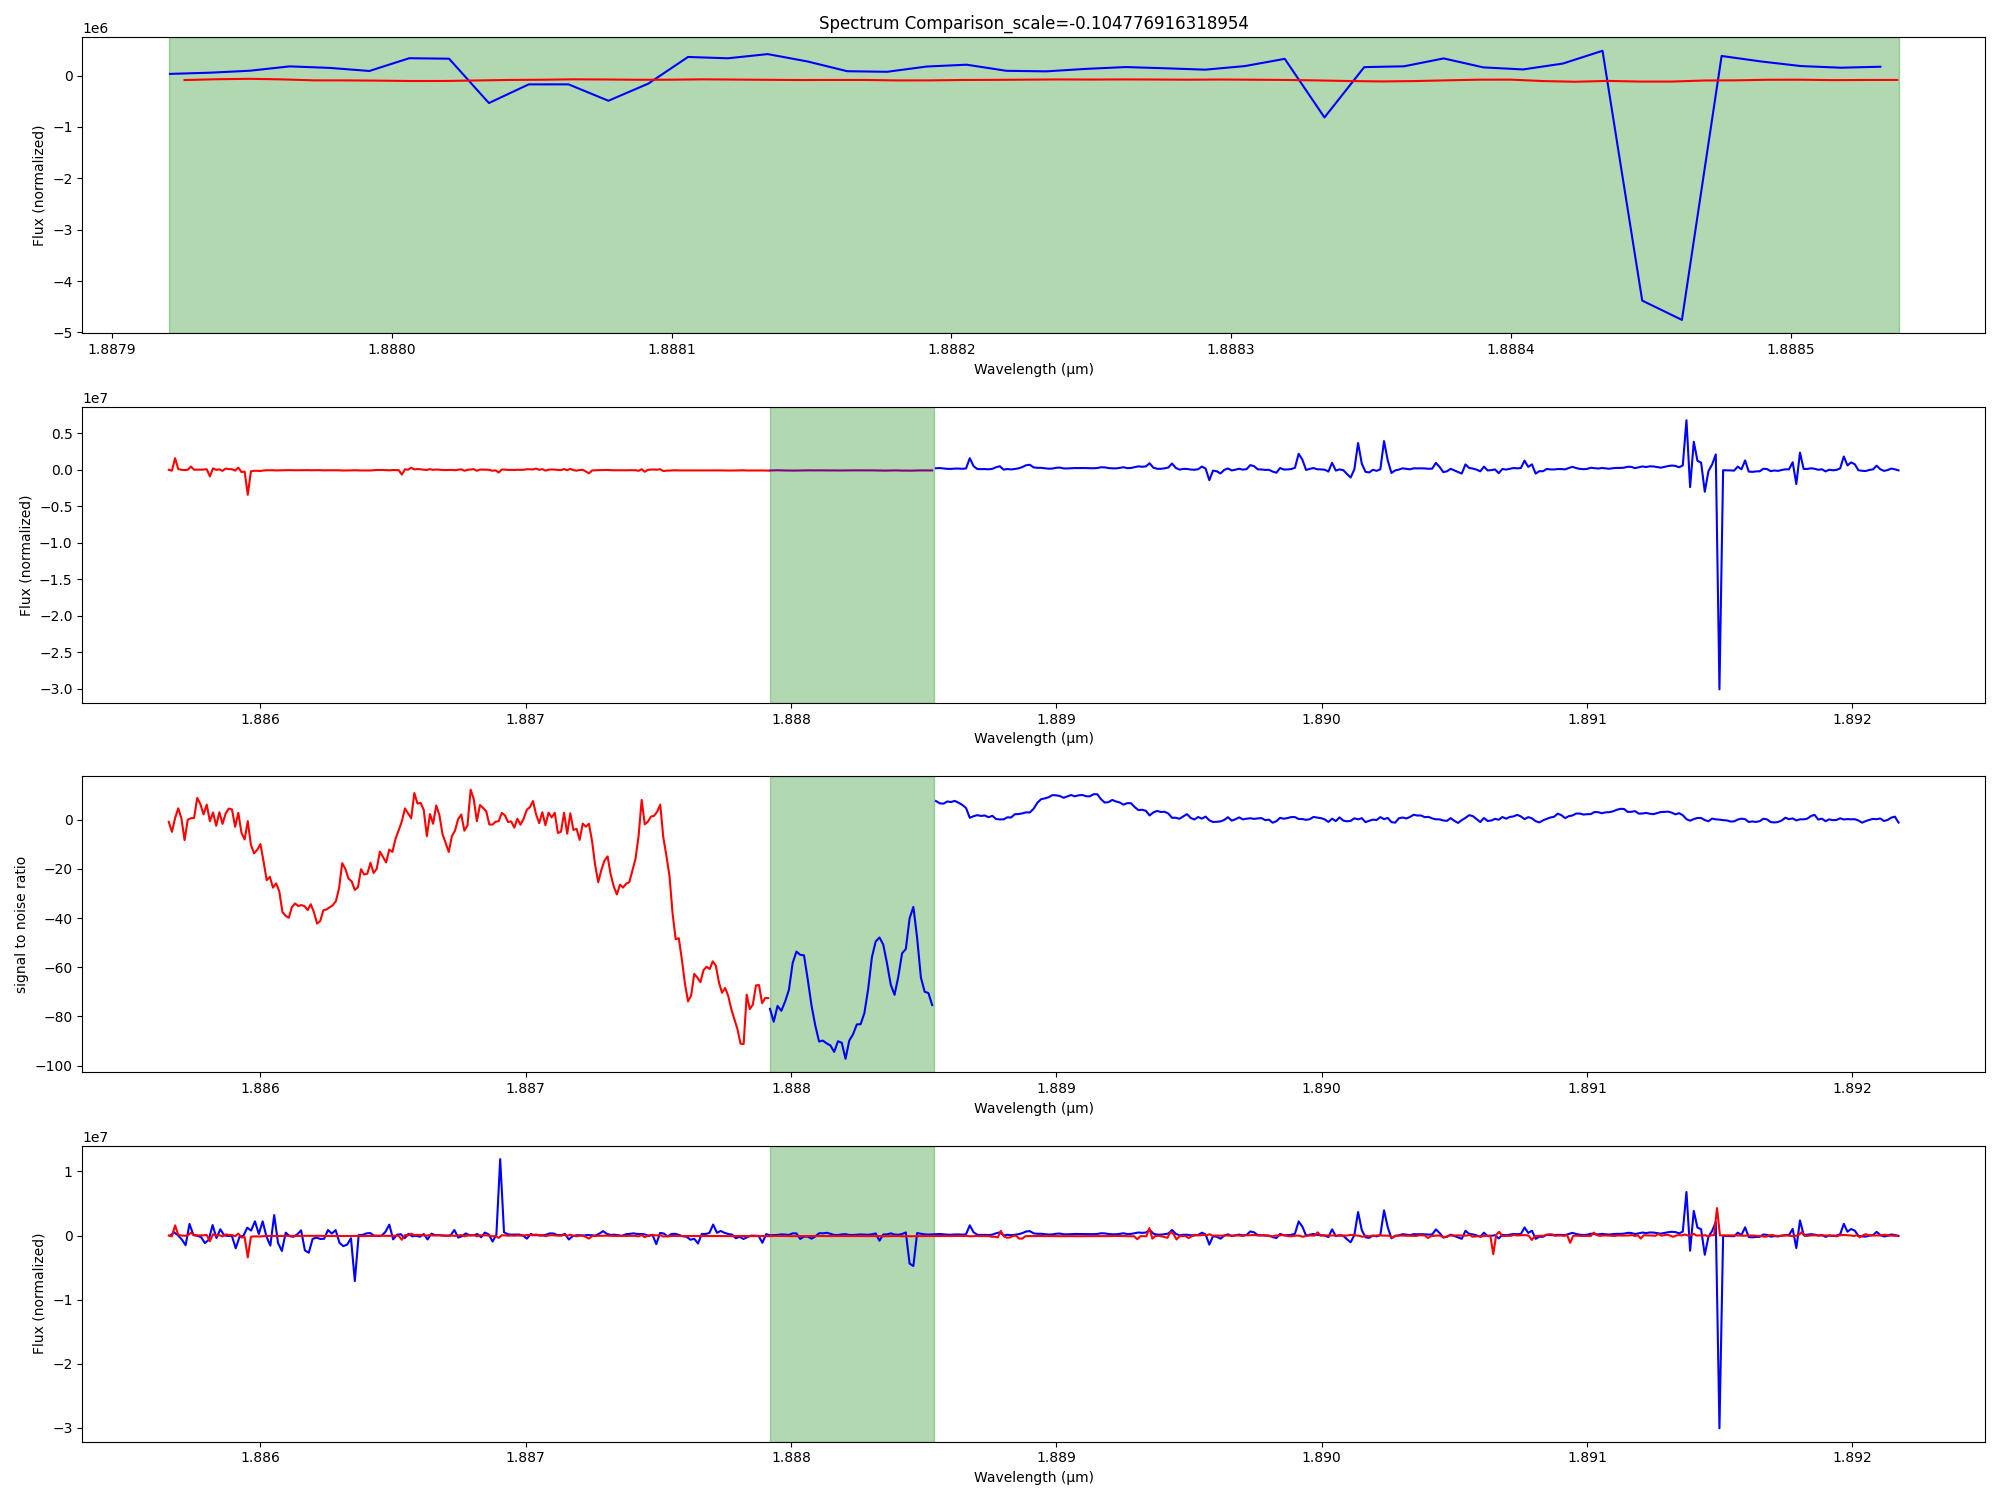 Spectrum Comparison_scale=-0.104776916318954
1e6
0
−1
−2
−3
−4
−5
Flux (normalized)
1.8879 1.8880 1.8881 1.8882 1.8883 1.8884 1.8885
Wavelength (μm)
1e7
0.5
0.0
−0.5
−1.0
−1.5
−2.0
−2.5
−3.0
Flux (normalized)
1.886 1.887 1.888 1.889 1.890 1.891 1.892
Wavelength (μm)
0
−20
−40
−60
−80
−100
signal to noise ratio
1.886 1.887 1.888 1.889 1.890 1.891 1.892
Wavelength (μm)
1e7
1
0
−1
−2
−3
Flux (normalized)
1.886 1.887 1.888 1.889 1.890 1.891 1.892
Wavelength (μm)